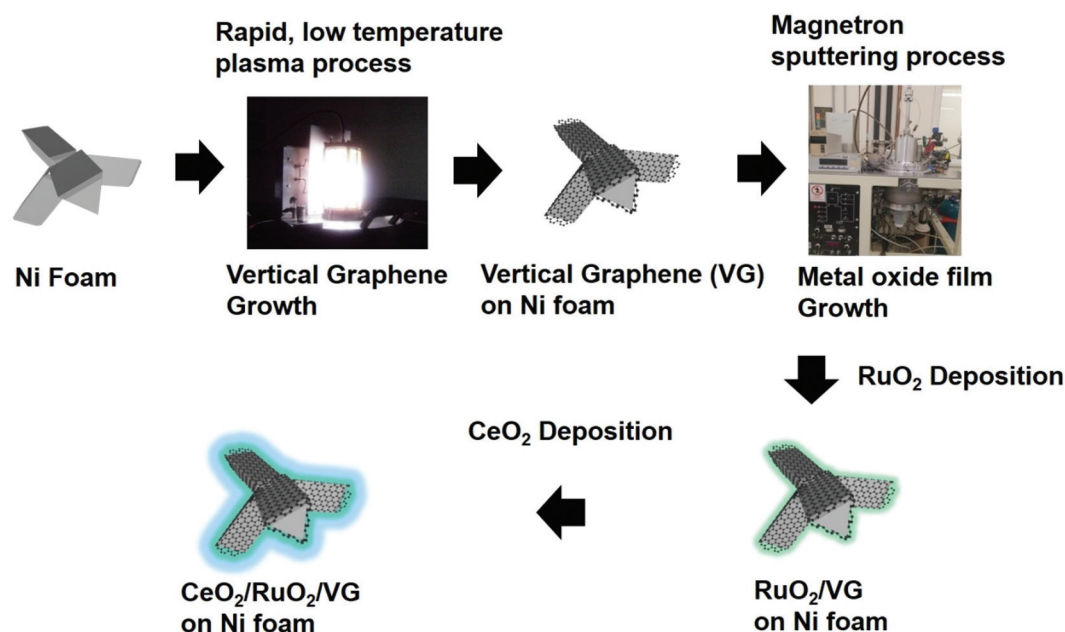 Rapid, low temperature
plasma process
Magnetron
sputtering process
Ni Foam
Vertical Graphene
Growth
Vertical Graphene (VG)
on Ni foam
Metal oxide film
Growth
RuO₂ Deposition
CeO₂ Deposition
CeO₂/RuO₂/VG
on Ni foam
RuO₂/VG
on Ni foam